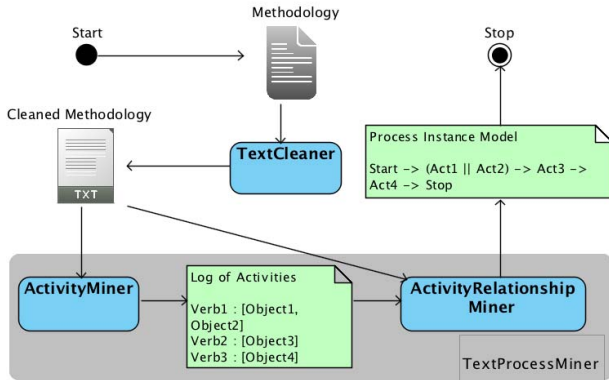 Methodology
Start
Stop
Cleaned Methodology
TXT
TextCleaner
Process Instance Model
Start -> (Act1 || Act2) -> Act3 ->
Act4 -> Stop
ActivityMiner
Log of Activities
Verb1 : [Object1,
Object2]
Verb2 : [Object3]
Verb3 : [Object4]
ActivityRelationship
Miner
TextProcessMiner